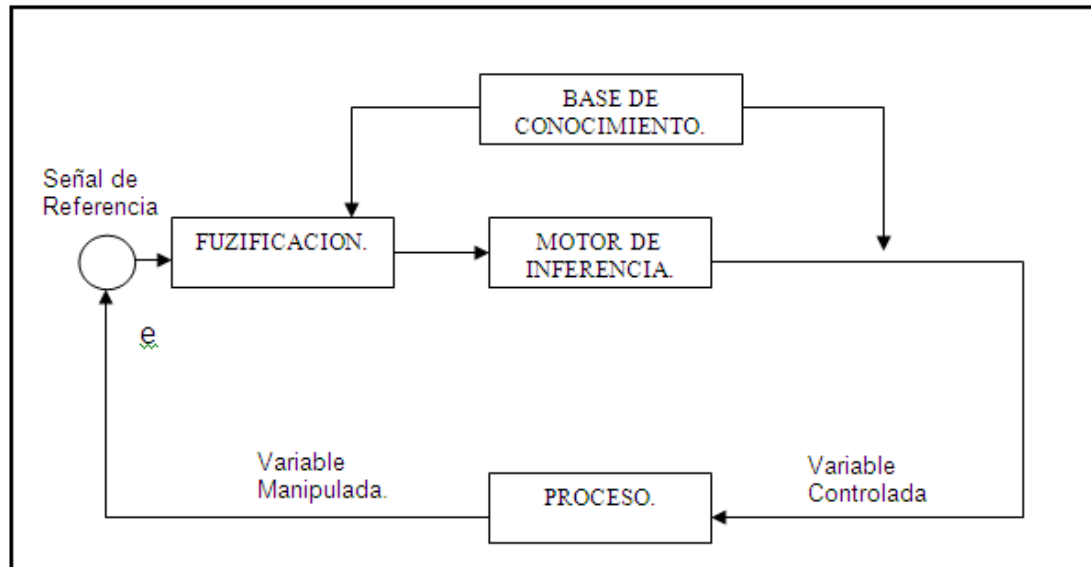 BASE DE
CONOCIMIENTO.
Señal de
Referencia
FUZIFICACION.
MOTOR DE
INFERENCIA.
e
Variable
Manipulada.
PROCESO.
Variable
Controlada